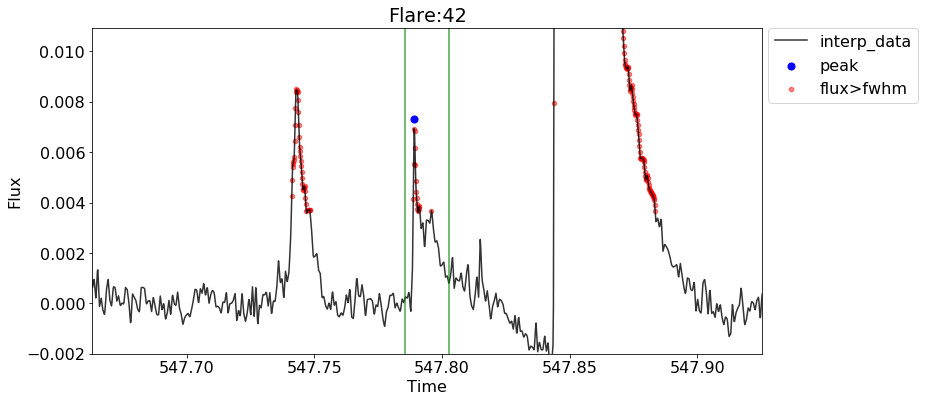 Flare:42
interp_data
peak
flux>fwhm
0.010
0.008
0.006
0.004
0.002
0.000
−0.002
Flux
547.70
547.75
547.80
547.85
547.90
Time